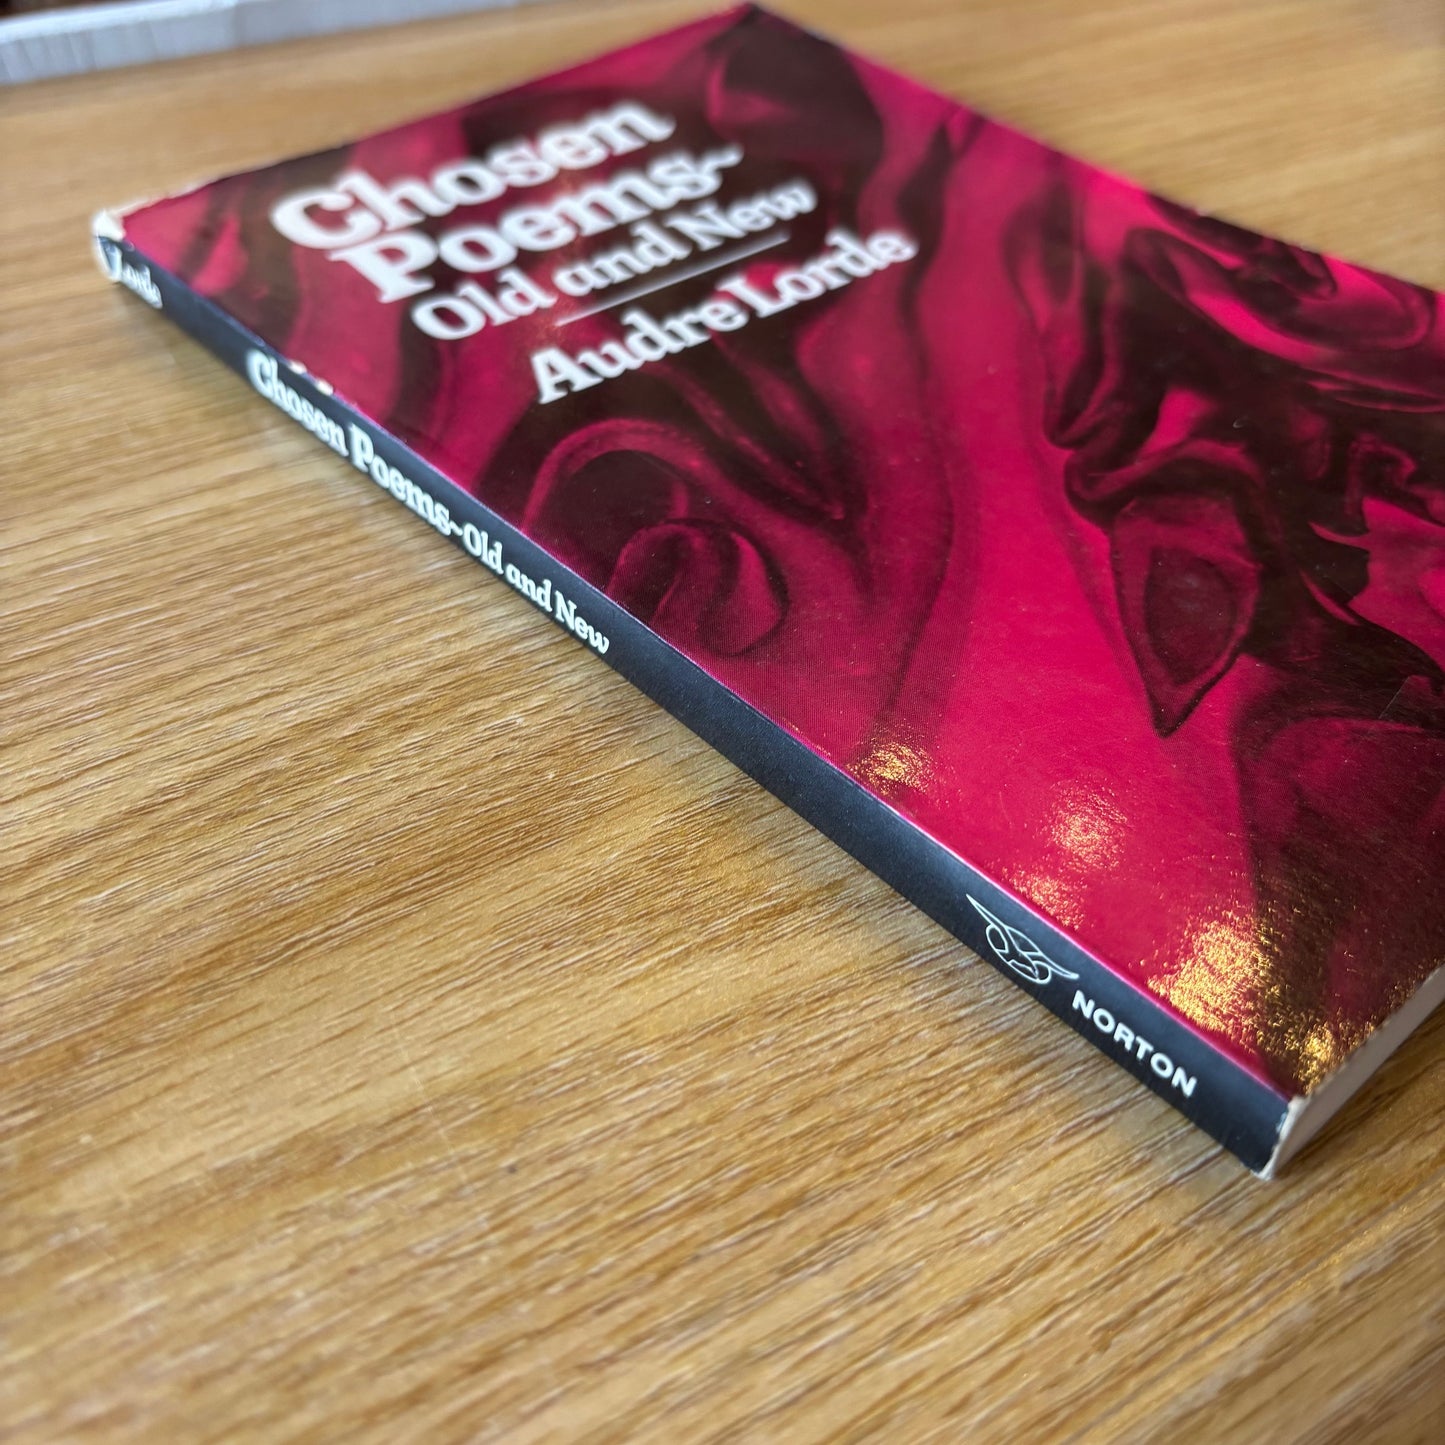 Chosen
Poems~
Old and New
Audre Lorde
Lorde
Chosen Poems~Old and New
NORTON